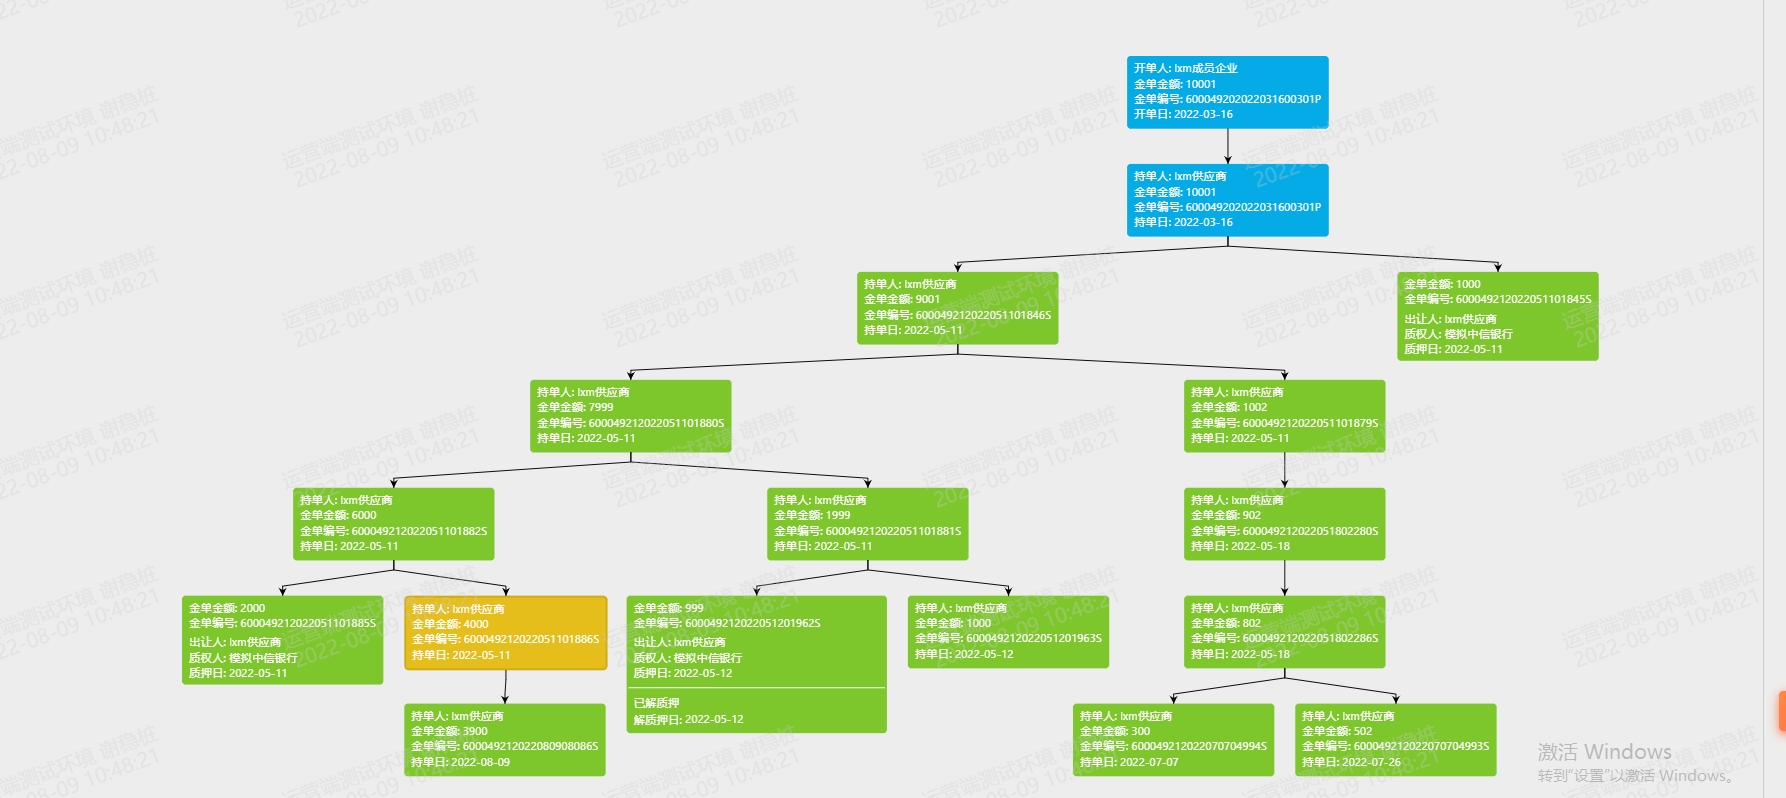 开单人: lxm成员企业
金单金额: 10001
金单编号: 600049202022031600301P
开单日: 2022-03-16
持单人: lxm供应商
金单金额: 10001
金单编号: 600049202022031600301P
持单日: 2022-03-16
持单人: lxm供应商
金单金额: 9001
金单编号: 600049212022051101846S
持单日: 2022-05-11
金单金额: 1000
金单编号: 600049212022051101845S
出让人: lxm供应商
质权人: 模拟中信银行
质押日: 2022-05-11
持单人: lxm供应商
金单金额: 7999
金单编号: 600049212022051101880S
持单日: 2022-05-11
持单人: lxm供应商
金单金额: 1002
金单编号: 600049212022051101879S
持单日: 2022-05-11
持单人: lxm供应商
金单金额: 6000
金单编号: 600049212022051101882S
持单日: 2022-05-11
持单人: lxm供应商
金单金额: 1999
金单编号: 600049212022051101881S
持单日: 2022-05-11
持单人: lxm供应商
金单金额: 902
金单编号: 600049212022051802280S
持单日: 2022-05-18
金单金额: 2000
金单编号: 600049212022051101885S
出让人: lxm供应商
质权人: 模拟中信银行
质押日: 2022-05-11
持单人: lxm供应商
金单金额: 4000
金单编号: 600049212022051101886S
持单日: 2022-05-11
金单金额: 999
金单编号: 600049212022051201962S
出让人: lxm供应商
质权人: 模拟中信银行
质押日: 2022-05-12
已解质押
解质押日: 2022-05-12
持单人: lxm供应商
金单金额: 1000
金单编号: 600049212022051201963S
持单日: 2022-05-12
持单人: lxm供应商
金单金额: 802
金单编号: 600049212022051802286S
持单日: 2022-05-18
持单人: lxm供应商
金单金额: 3900
金单编号: 600049212022080908086S
持单日: 2022-08-09
持单人: lxm供应商
金单金额: 300
金单编号: 600049212022070704994S
持单日: 2022-07-07
持单人: lxm供应商
金单金额: 502
金单编号: 600049212022070704993S
持单日: 2022-07-26
运营端测试环境 谢稳桩
2022-08-09 10:48:21
激活 Windows
转到“设置”以激活 Windows。